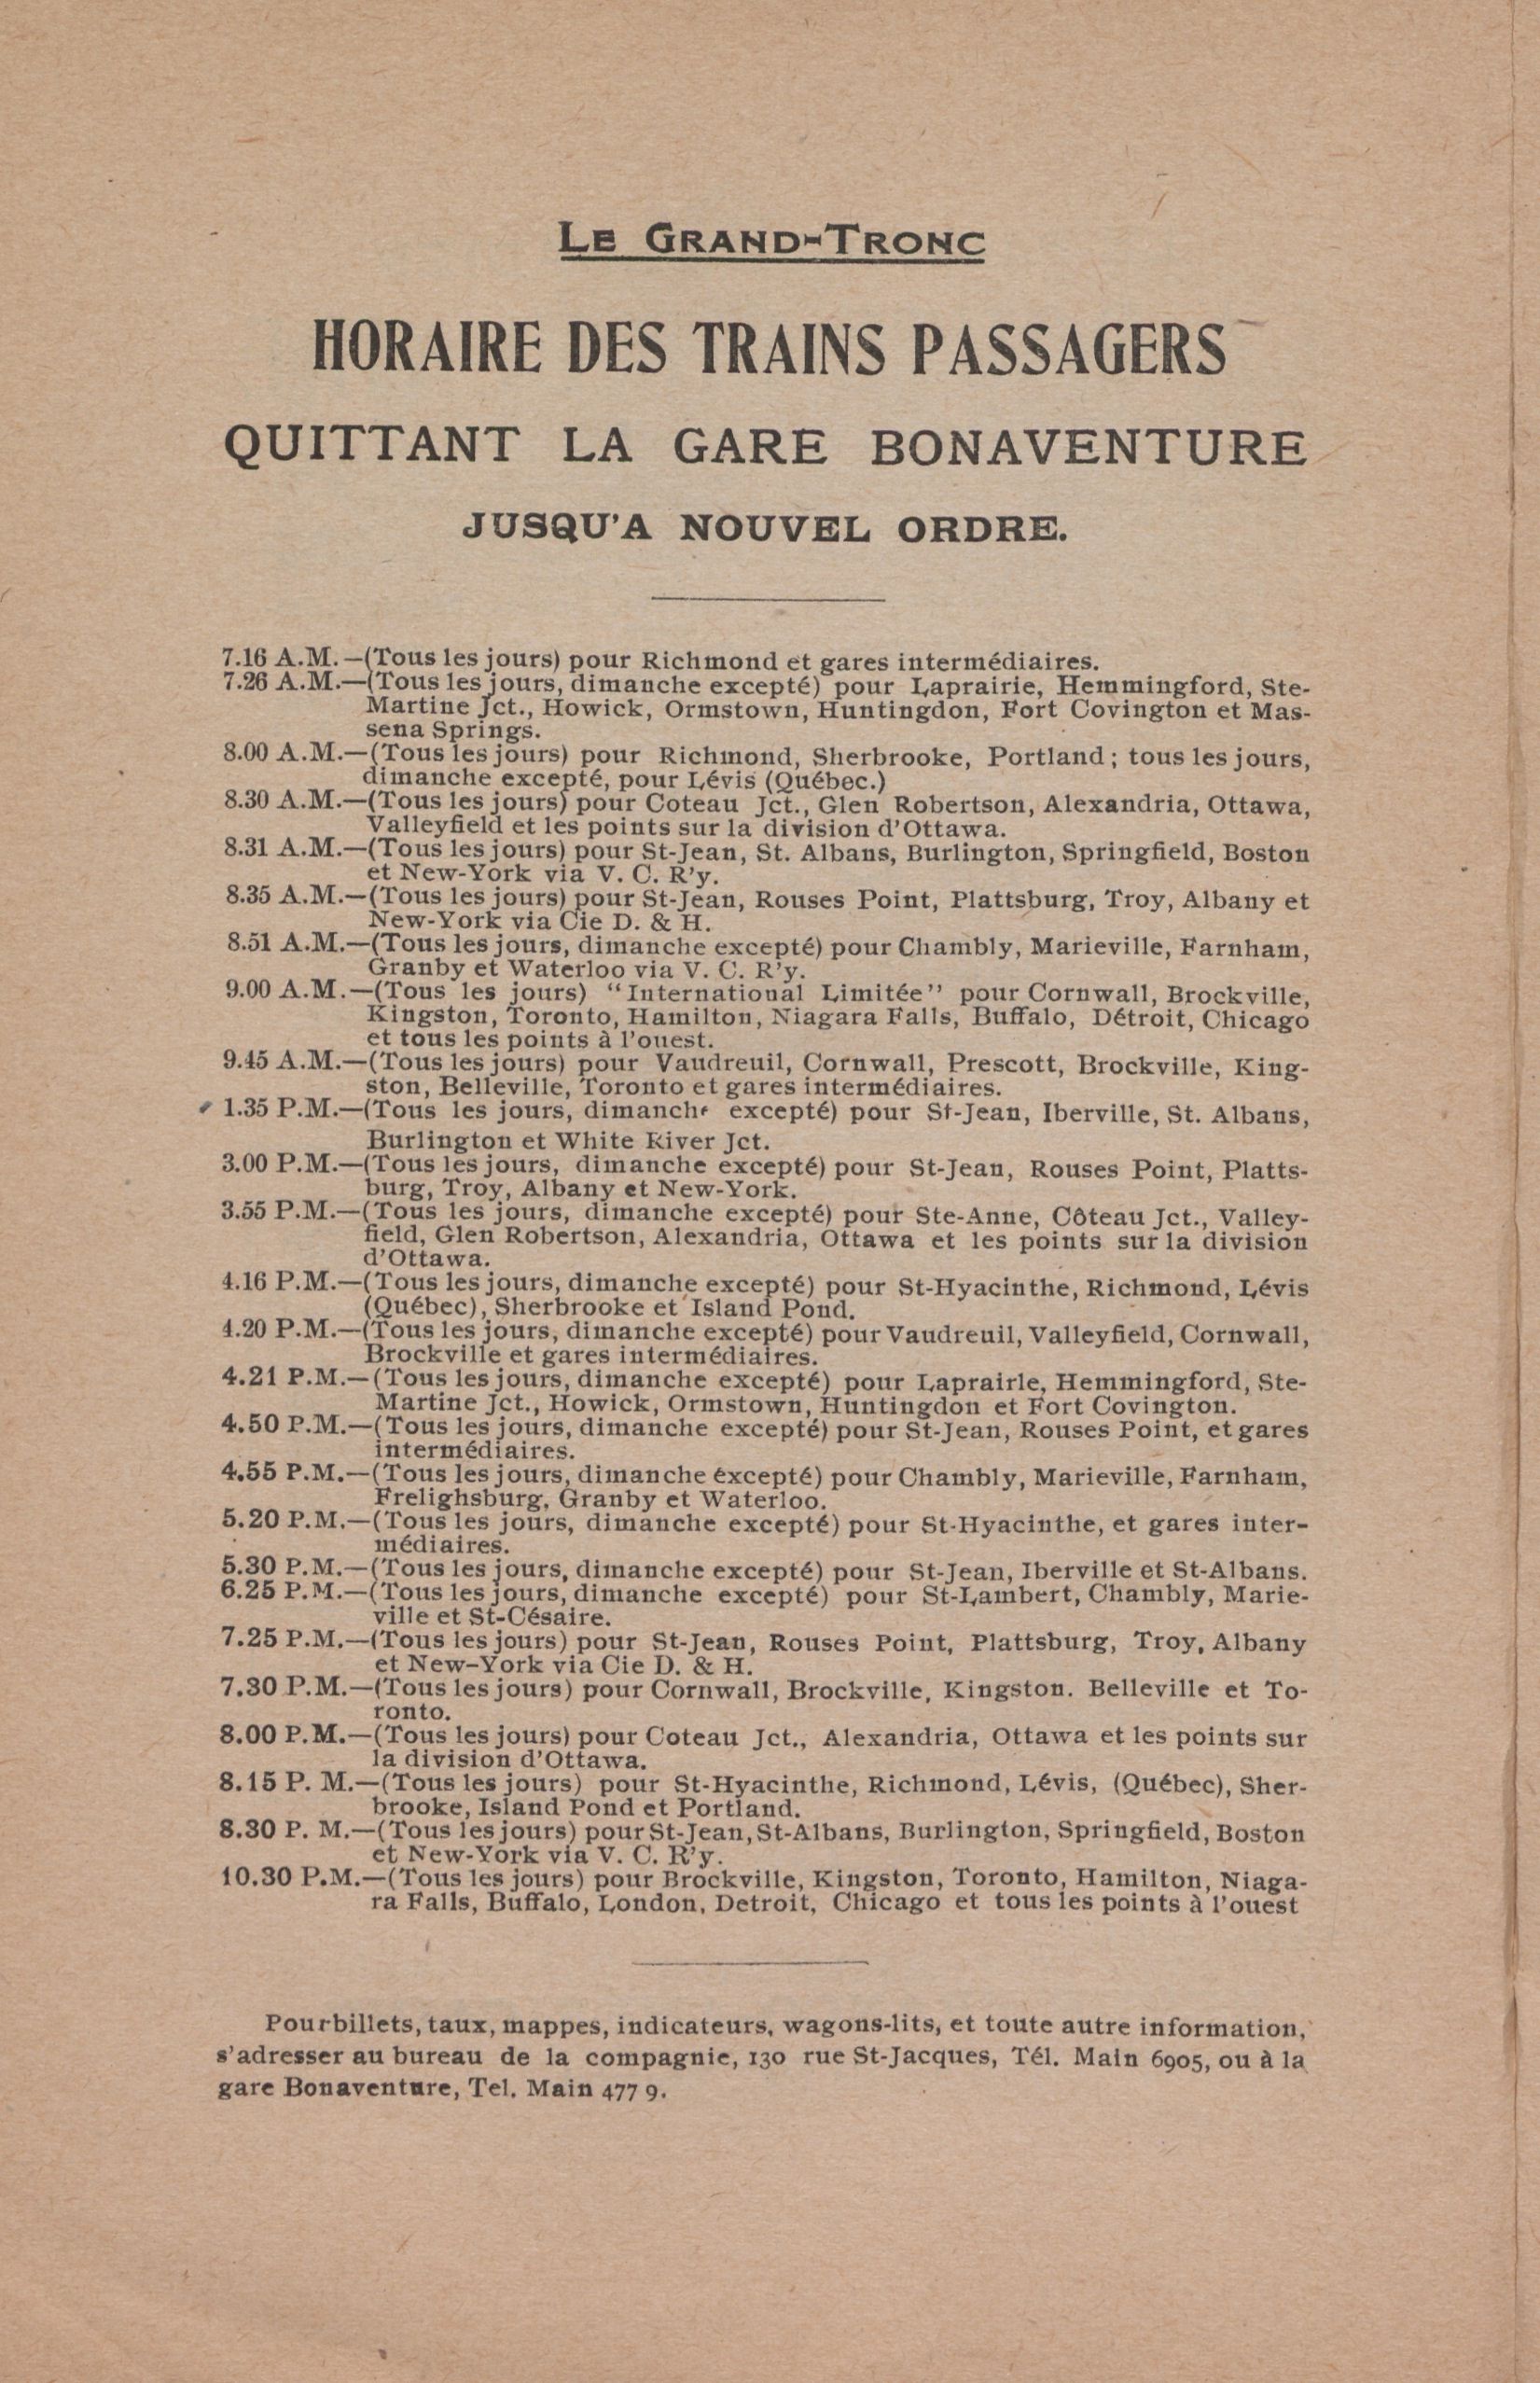 LE GRAND-TRONC
HORAIRE DES TRAINS PASSAGERS
QUITTANT LA GARE BONAVENTURE
JUSQU'A NOUVEL ORDRE.
7.16 A.M.—(Tous les jours) pour Richmond et gares intermédiaires.
7.26 A.M.—(Tous les jours, dimanche excepté) pour Laprairie, Hemmingford, Ste-
Martine Jct., Howick, Ormstown, Huntingdon, Fort Covington et Mas-
sena Springs.
8.00 A.M.—(Tous les jours) pour Richmond, Sherbrooke, Portland; tous les jours,
dimanche excepté, pour Lévis (Québec.)
8.30 A.M.—(Tous les jours) pour Coteau Jct., Glen Robertson, Alexandria, Ottawa,
Valleyfield et les points sur la division d'Ottawa.
8.31 A.M.—(Tous les jours) pour St-Jean, St. Albans, Burlington, Springfield, Boston
et New-York via V. C. R'y.
8.35 A.M.—(Tous les jours) pour St-Jean, Rouses Point, Plattsburg, Troy, Albany et
New-York via Cie D. & H.
8.51 A.M.—(Tous les jours, dimanche excepté) pour Chambly, Marieville, Farnham,
Granby et Waterloo via V. C. R'y.
9.00 A.M.—(Tous les jours) "International Limitée" pour Cornwall, Brockville,
Kingston, Toronto, Hamilton, Niagara Falls, Buffalo, Détroit, Chicago
et tous les points à l'ouest.
9.45 A.M.—(Tous les jours) pour Vaudreuil, Cornwall, Prescott, Brockville, King-
ston, Belleville, Toronto et gares intermédiaires.
1.35 P.M.—(Tous les jours, dimanche excepté) pour St-Jean, Iberville, St. Albans,
Burlington et White River Jct.
3.00 P.M.—(Tous les jours, dimanche excepté) pour St-Jean, Rouses Point, Platts-
burg, Troy, Albany et New-York.
3.55 P.M.—(Tous les jours, dimanche excepté) pour Ste-Anne, Côteau Jct., Valley-
field, Glen Robertson, Alexandria, Ottawa et les points sur la division
d'Ottawa.
4.16 P.M.—(Tous les jours, dimanche excepté) pour St-Hyacinthe, Richmond, Lévis
(Québec), Sherbrooke et Island Pond.
4.20 P.M.—(Tous les jours, dimanche excepté) pour Vaudreuil, Valleyfield, Cornwall,
Brockville et gares intermédiaires.
4.21 P.M.—(Tous les jours, dimanche excepté) pour Laprairle, Hemmingford, Ste-
Martine Jct., Howick, Ormstown, Huntingdon et Fort Covington.
4.50 P.M.—(Tous les jours, dimanche excepté) pour St-Jean, Rouses Point, et gares
intermédiaires.
4.55 P.M.—(Tous les jours, dimanche éxcepté) pour Chambly, Marieville, Farnham,
Frelighsburg, Granby et Waterloo.
5.20 P.M.—(Tous les jours, dimanche excepté) pour St-Hyacinthe, et gares inter-
médiaires.
5.30 P.M.—(Tous les jours, dimanche excepté) pour St-Jean, Iberville et St-Albans.
6.25 P.M.—(Tous les jours, dimanche excepté) pour St-Lambert, Chambly, Marie-
ville et St-Césaire.
7.25 P.M.—(Tous les jours) pour St-Jean, Rouses Point, Plattsburg, Troy, Albany
et New-York via Cie D. & H.
7.30 P.M.—(Tous les jours) pour Cornwall, Brockville, Kingston. Belleville et To-
ronto.
8.00 P.M.—(Tous les jours) pour Coteau Jct., Alexandria, Ottawa et les points sur
la division d'Ottawa.
8.15 P. M.—(Tous les jours) pour St-Hyacinthe, Richmond, Lévis, (Québec), Sher-
brooke, Island Pond et Portland.
8.30 P. M.—(Tous les jours) pour St-Jean, St-Albans, Burlington, Springfield, Boston
et New-York via V. C. R'y.
10.30 P.M.—(Tous les jours) pour Brockville, Kingston, Toronto, Hamilton, Niaga-
ra Falls, Buffalo, London, Detroit, Chicago et tous les points à l'ouest
Pour billets, taux, mappes, indicateurs, wagons-lits, et toute autre information,
s'adresser au bureau de la compagnie, 130 rue St-Jacques, Tél. Main 6905, ou à la
gare Bonaventure, Tel. Main 477 9.